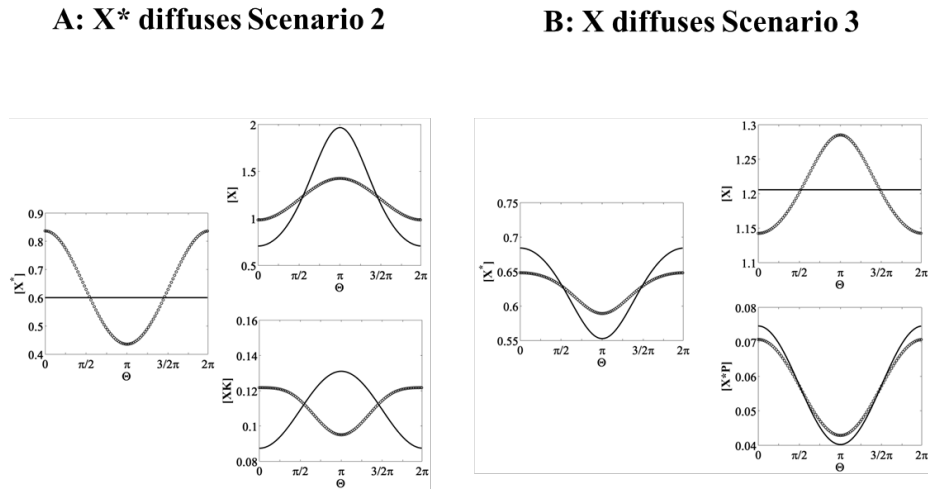 A: X* diffuses Scenario 2
B: X diffuses Scenario 3
2
1.5
1
0.5
[X]
0 π/2 π 3/2π 2π
Θ
0.9
0.8
0.7
0.6
0.5
0.4
[X*]
0 π/2 π 3/2π 2π
Θ
0.16
0.14
0.12
0.1
0.08
[XK]
0 π/2 π 3/2π 2π
Θ
1.3
1.25
1.2
1.15
1.1
[X]
0 π/2 π 3/2π 2π
Θ
0.75
0.7
0.65
0.6
0.55
[X*]
0 π/2 π 3/2π 2π
Θ
0.08
0.07
0.06
0.05
0.04
[X*P]
0 π/2 π 3/2π 2π
Θ